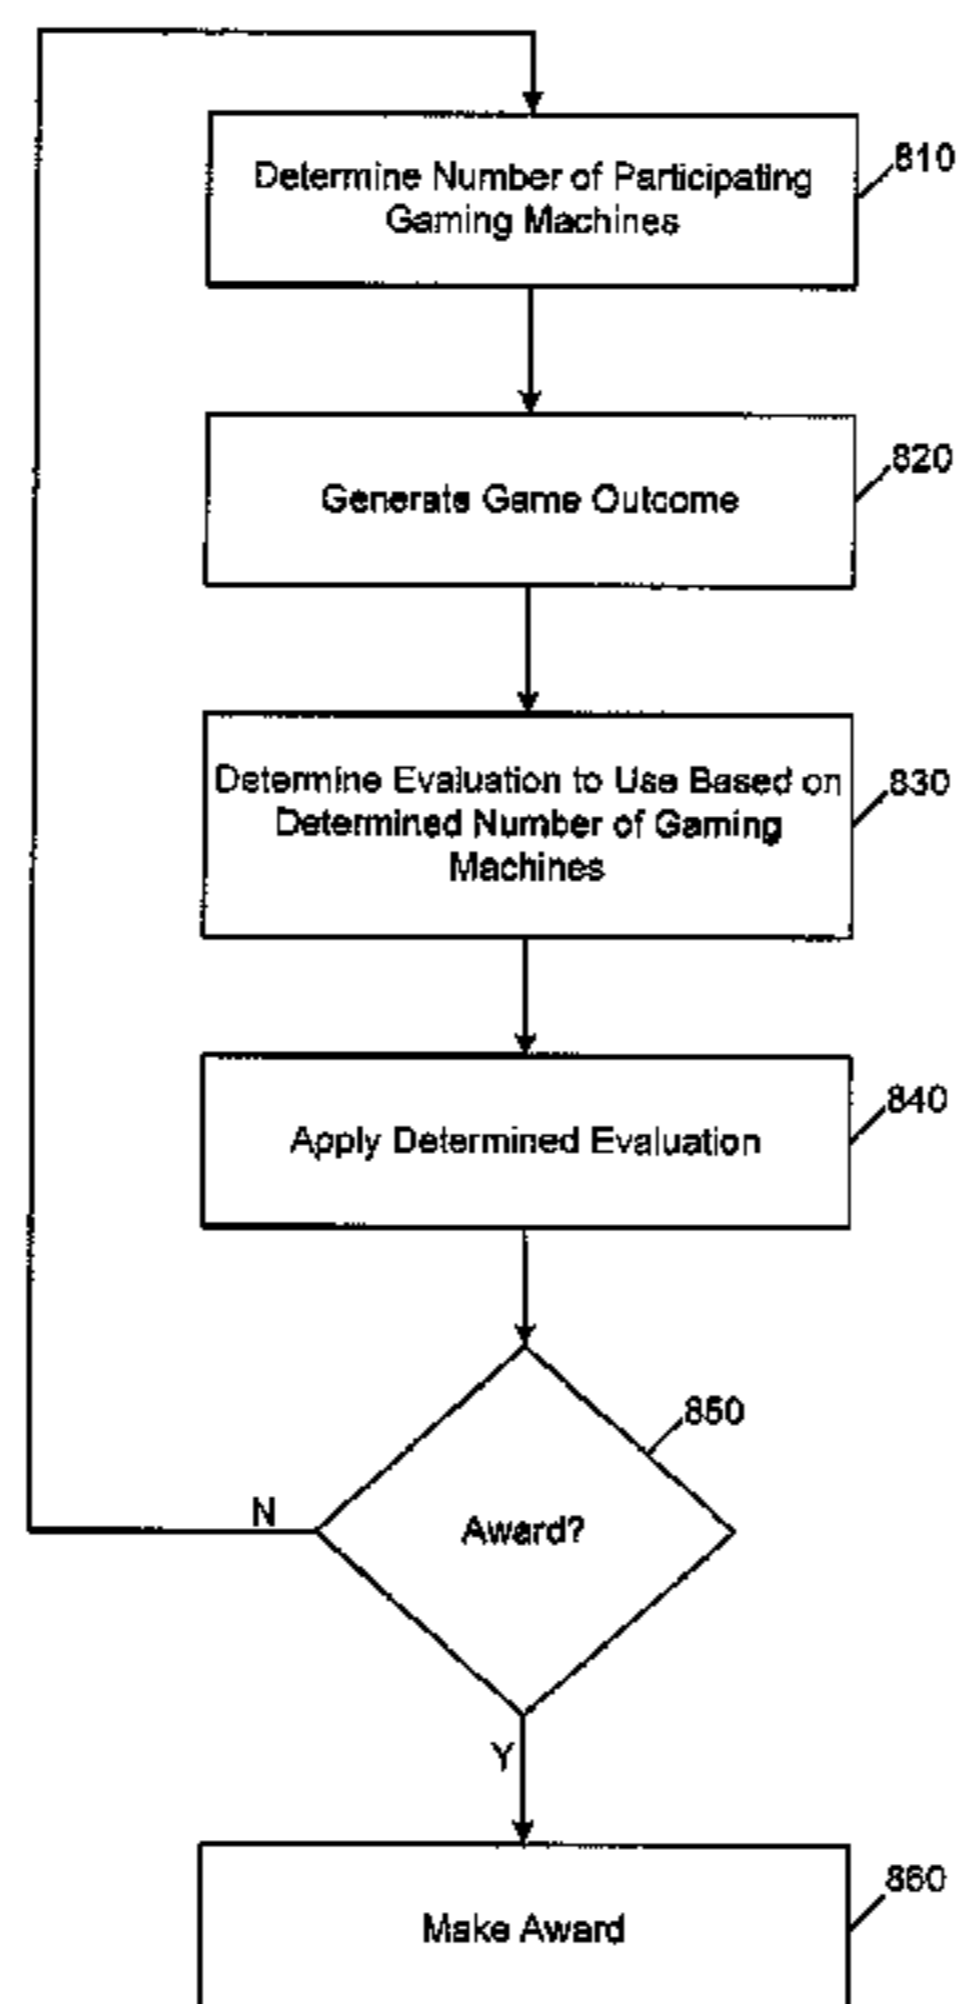 Determine Number of Participating
Gaming Machines
810
Generate Game Outcome
820
Determine Evaluation to Use Based on
Determined Number of Gaming
Machines
830
Apply Determined Evaluation
840
850
Award?
N
Y
Make Award
860